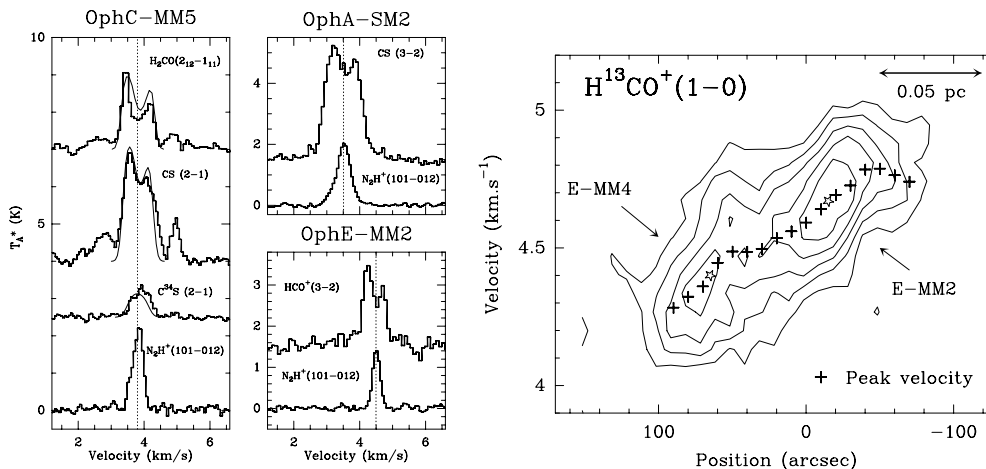 OphC-MM5
OphA-SM2
10
5
0
T_A* (K)
H₂CO(2₁₂-1₁₁)
CS (2-1)
C³⁴S (2-1)
N₂H⁺(101-012)
2
4
6
Velocity (km/s)
4
2
0
CS (3-2)
N₂H⁺(101-012)
OphE-MM2
3
2
1
0
HCO⁺(3-2)
N₂H⁺(101-012)
2
4
6
Velocity (km/s)
H¹³CO⁺(1-0)
0.05 pc
5
4.5
4
Velocity (km.s⁻¹)
E-MM4
E-MM2
+ Peak velocity
100
0
-100
Position (arcsec)